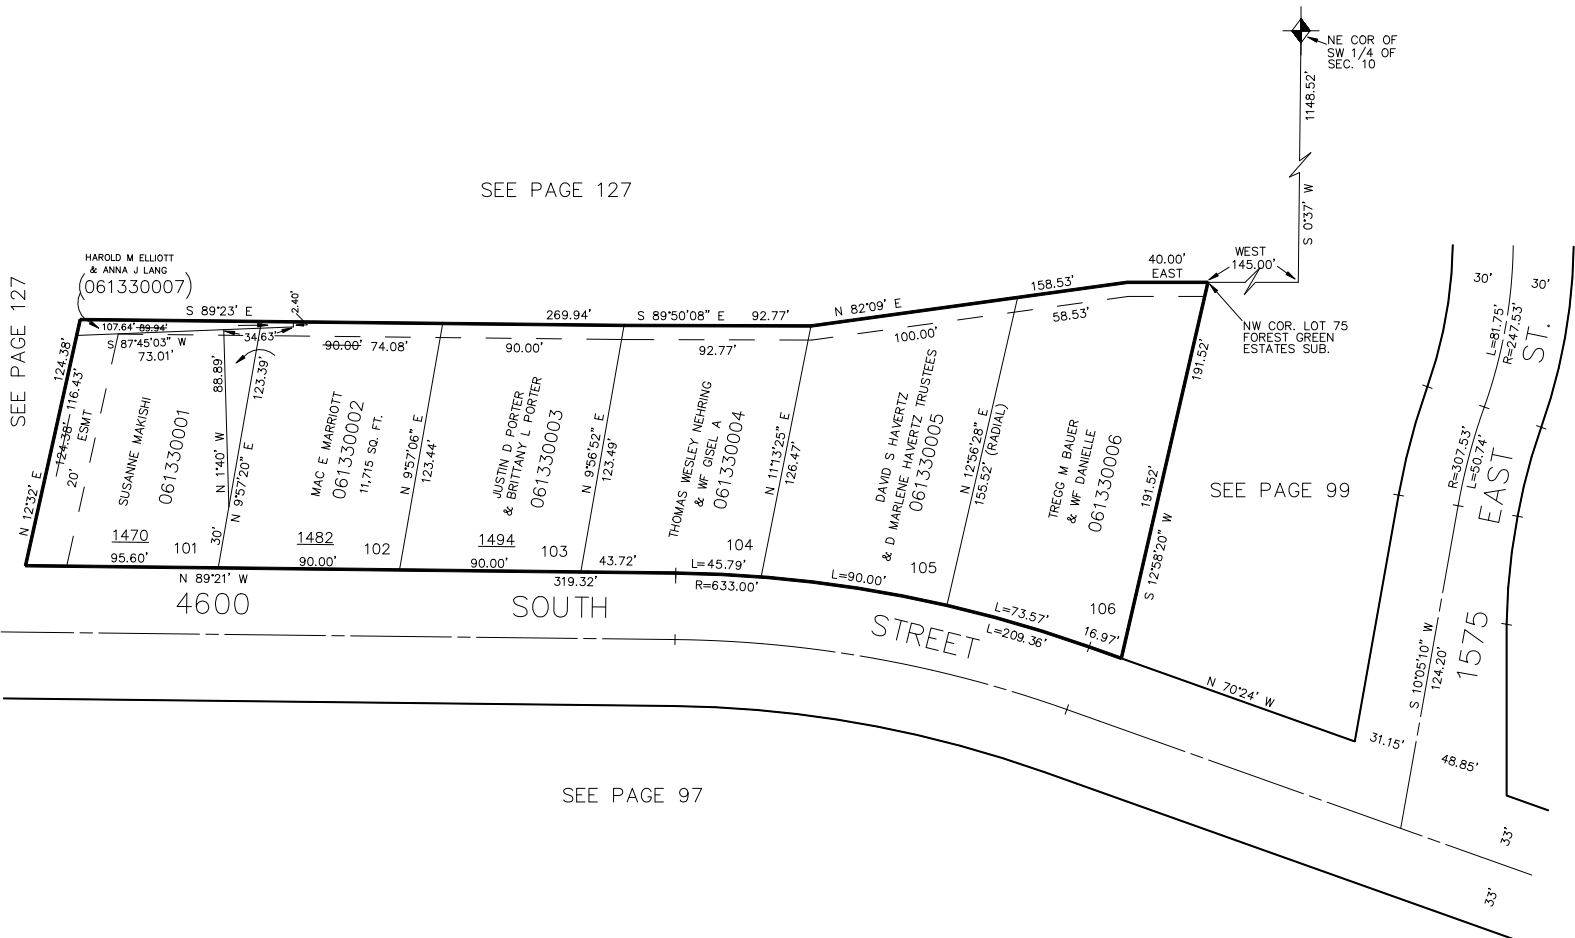 NE COR OF
SW 1/4 OF
SEC. 10
1148.52'
S 0°37' W
SEE PAGE 127
SEE PAGE 127
HAROLD M ELLIOTT
& ANNA J LANG
(061330007)
S 89°23' E
269.94'
S 89°50'08" E
92.77'
N 82°09' E
158.53'
40.00'
EAST
WEST
145.00'
NW COR. LOT 75
FOREST GREEN
ESTATES SUB.
2.40'
107.64' 89.94'
34.63'
S 87°45'03" W
73.01'
90.00' 74.08'
90.00'
92.77'
100.00'
58.53'
124.38'
116.43'
124.38'
20' ESMT
N 12°32' E
SUSANNE MAKISHI
061330001
1470
101
95.60'
88.89'
N 1°40' W
30'
123.39'
N 9°57'20" E
MAC E MARRIOTT
061330002
11,715 SQ. FT.
1482
102
90.00'
N 9°57'06" E
123.44'
JUSTIN D PORTER
& BRITTANY L PORTER
061330003
1494
103
90.00'
N 9°56'52" E
123.49'
THOMAS WESLEY NEHRING
& WF GISEL A
061330004
104
43.72'
L=45.79'
R=633.00'
N 11°13'25" E
126.47'
DAVID S HAVERTZ
& D MARLENE HAVERTZ TRUSTEES
061330005
105
L=90.00'
N 12°56'28" E
155.52' (RADIAL)
TREGG M BAUER
& WF DANIELLE
061330006
106
L=73.57'
L=209.36'
16.97'
191.52'
191.52'
S 12°58'20" W
SEE PAGE 99
N 89°21' W
319.32'
4600 SOUTH STREET
N 70°24' W
SEE PAGE 97
30'
30'
L=81.75'
R=247.53'
R=307.53'
L=50.74'
1575 EAST ST.
S 10°05'10" W
124.20'
31.15'
48.85'
33'
33'